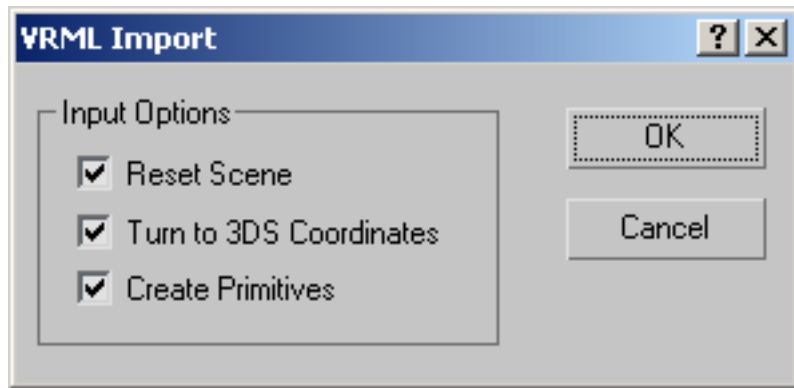 VRML Import
Input Options
Reset Scene
Turn to 3DS Coordinates
Create Primitives
OK
Cancel